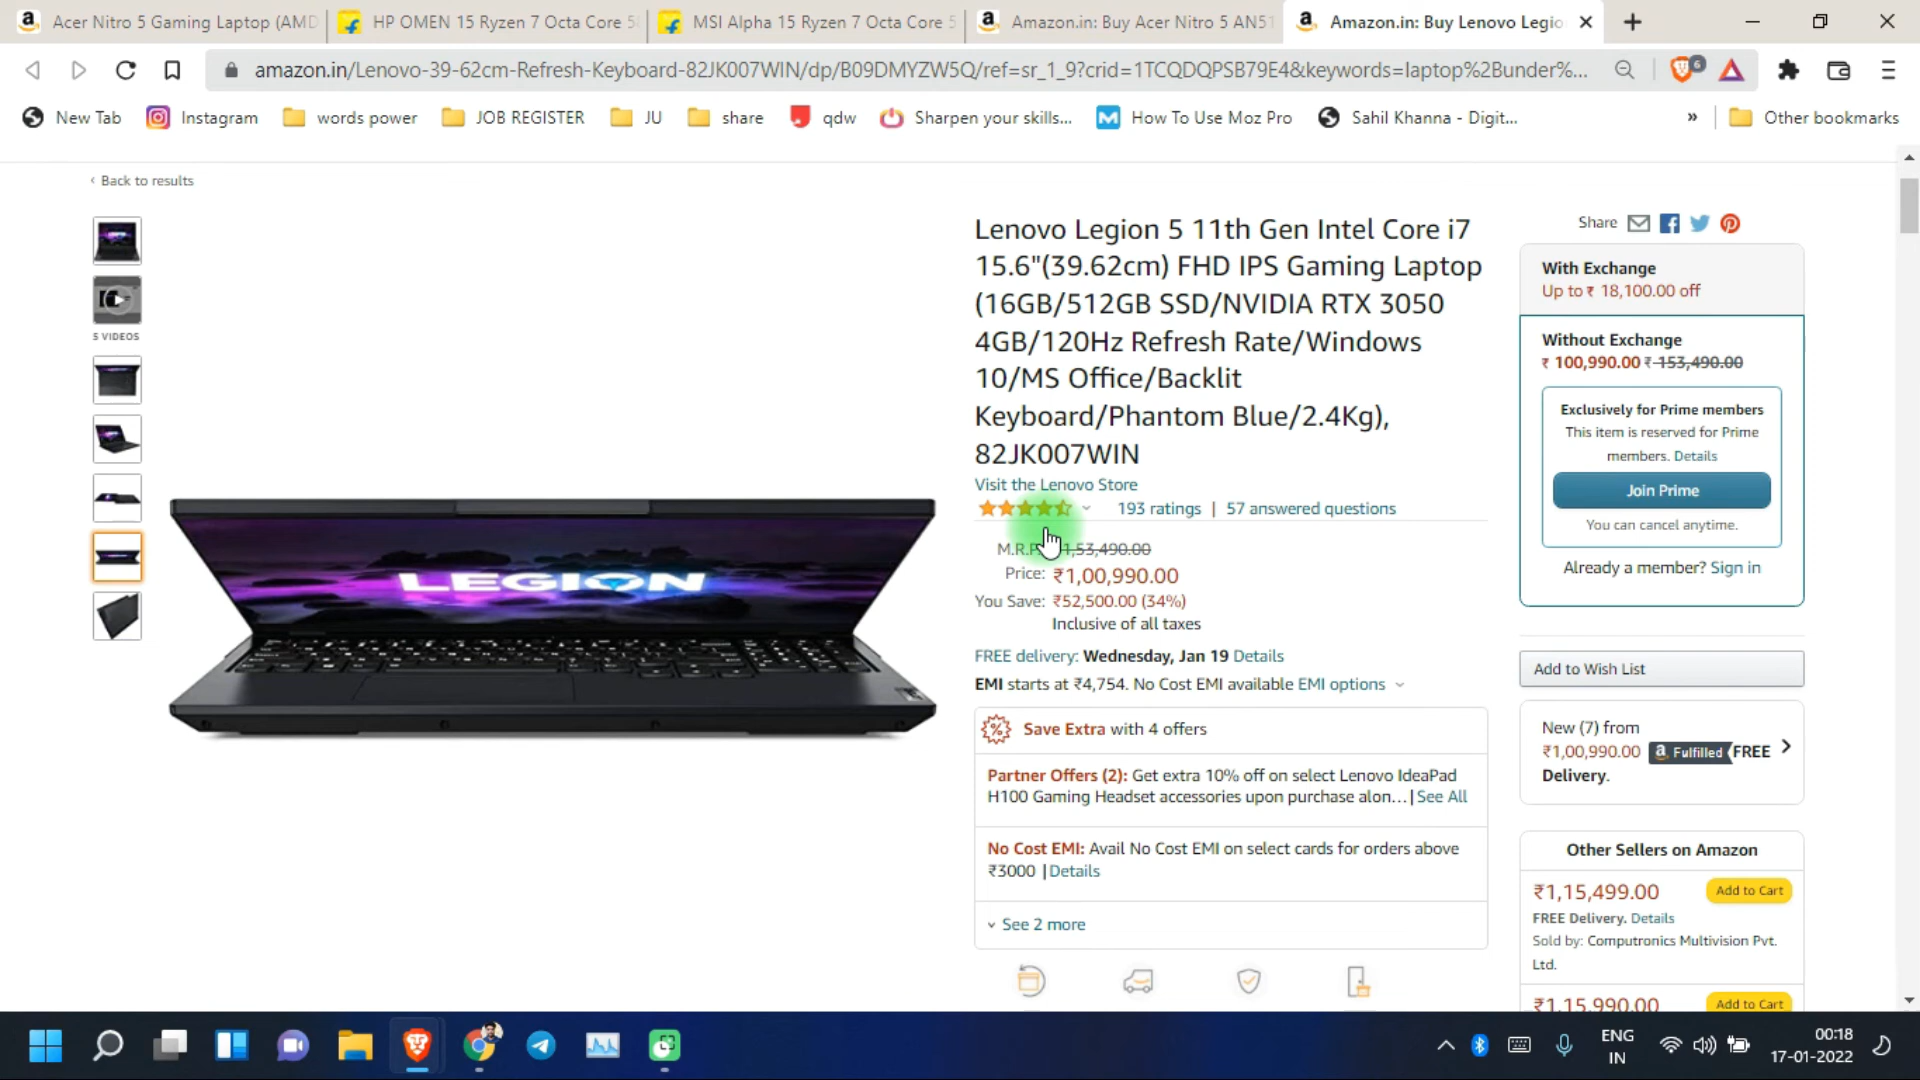 Acer Nitro 5 Gaming Laptop (AMD
HP OMEN 15 Ryzen 7 Octa Core 5
MSI Alpha 15 Ryzen 7 Octa Core 5
Amazon.in: Buy Acer Nitro 5 AN51
Amazon.in: Buy Lenovo Legio
amazon.in/Lenovo-39-62cm-Refresh-Keyboard-82JK007WIN/dp/B09DMYZW5Q/ref=sr_1_9?crid=1TCQDQPSB79E4&keywords=laptop%2Bunder%...
6
New Tab
Instagram
words power
JOB REGISTER
JU
share
qdw
Sharpen your skills...
How To Use Moz Pro
Sahil Khanna - Digit...
»
Other bookmarks
‹ Back to results
5 VIDEOS
LEGION
Lenovo Legion 5 11th Gen Intel Core i7
15.6"(39.62cm) FHD IPS Gaming Laptop
(16GB/512GB SSD/NVIDIA RTX 3050
4GB/120Hz Refresh Rate/Windows
10/MS Office/Backlit
Keyboard/Phantom Blue/2.4Kg),
82JK007WIN
Visit the Lenovo Store
193 ratings | 57 answered questions
M.R.P.: ₹1,53,490.00
Price: ₹1,00,990.00
You Save: ₹52,500.00 (34%)
Inclusive of all taxes
FREE delivery: Wednesday, Jan 19 Details
EMI starts at ₹4,754. No Cost EMI available EMI options
Save Extra with 4 offers
Partner Offers (2): Get extra 10% off on select Lenovo IdeaPad
H100 Gaming Headset accessories upon purchase alon... | See All
No Cost EMI: Avail No Cost EMI on select cards for orders above
₹3000 | Details
See 2 more
Share
With Exchange
Up to ₹ 18,100.00 off
Without Exchange
₹ 100,990.00 ₹ 153,490.00
Exclusively for Prime members
This item is reserved for Prime
members. Details
Join Prime
You can cancel anytime.
Already a member? Sign in
Add to Wish List
New (7) from
₹1,00,990.00 a Fulfilled FREE
Delivery.
Other Sellers on Amazon
₹1,15,499.00
Add to Cart
FREE Delivery. Details
Sold by: Computronics Multivision Pvt.
Ltd.
₹1,15,990.00
Add to Cart
ENG
IN
00:18
17-01-2022